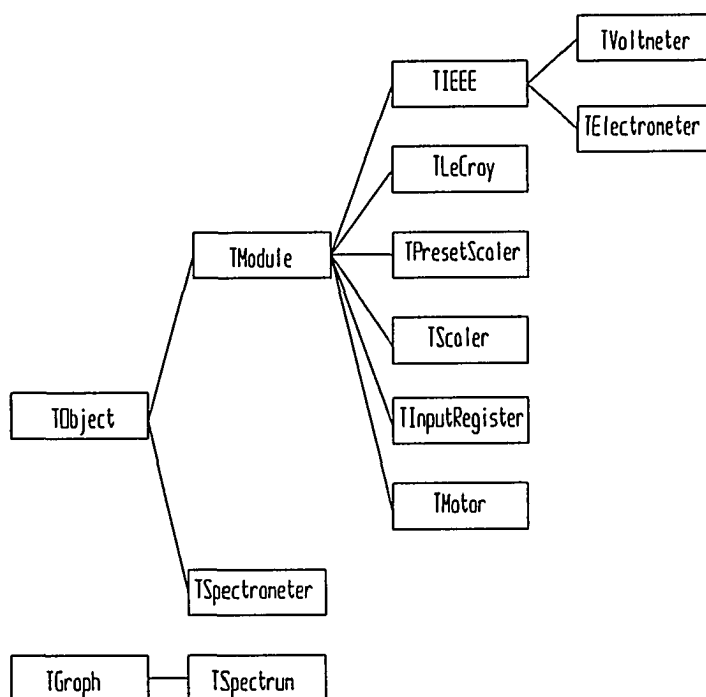 TVoltmeter
TIEEE
TElectrometer
TLeCroy
TModule
TPresetScaler
TScaler
TObject
TInputRegister
TMotor
TSpectrometer
TGraph
TSpectrum